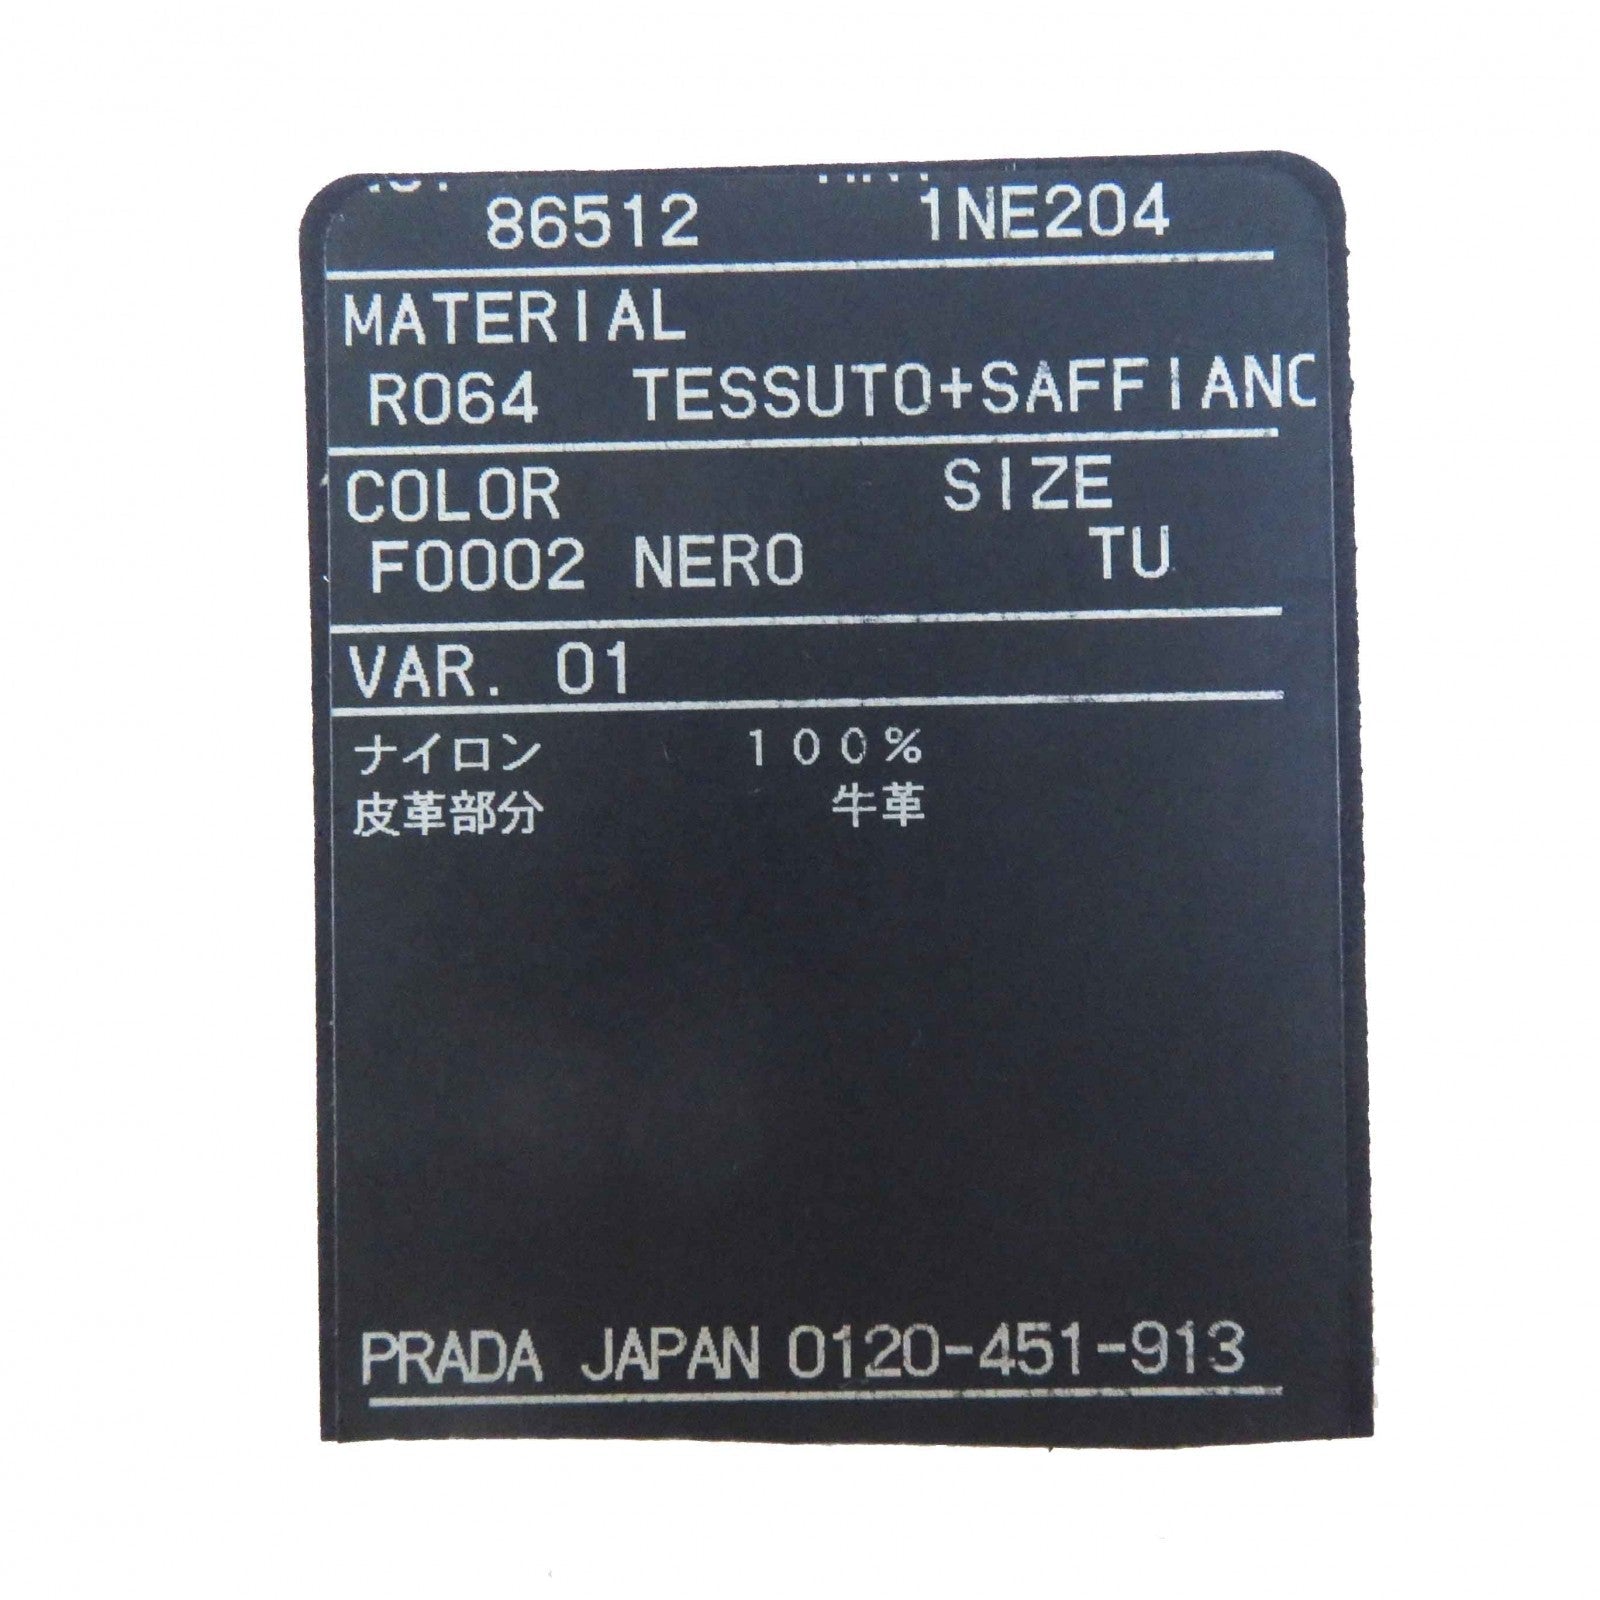 86512 1NE204
MATERIAL
R064 TESSUTO+SAFFIANO
COLOR SIZE
F0002 NERO TU
VAR. 01
ナイロン 100%
皮革部分 牛革
PRADA JAPAN 0120-451-913